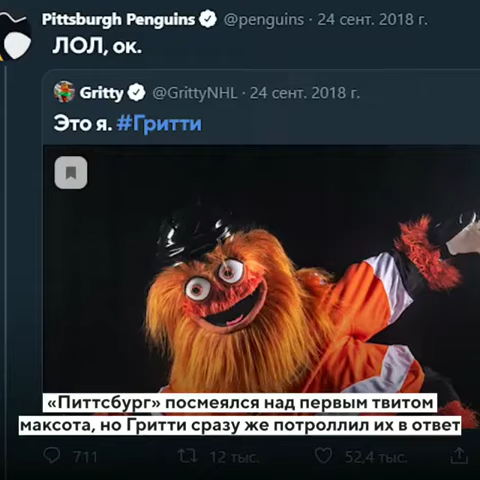 Pittsburgh Penguins @penguins · 24 сент. 2018 г.
ЛОЛ, ок.
Gritty @GrittyNHL · 24 сент. 2018 г.
Это я. #Гритти
«Питтсбург» посмеялся над первым твитом
максота, но Гритти сразу же потроллил их в ответ
711 12 тыс. 52,4 тыс.